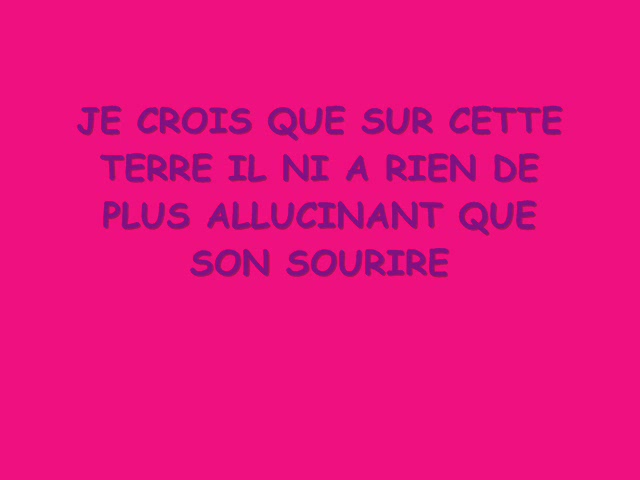 JE CROIS QUE SUR CETTE
TERRE IL NI A RIEN DE
PLUS ALLUCINANT QUE
SON SOURIRE